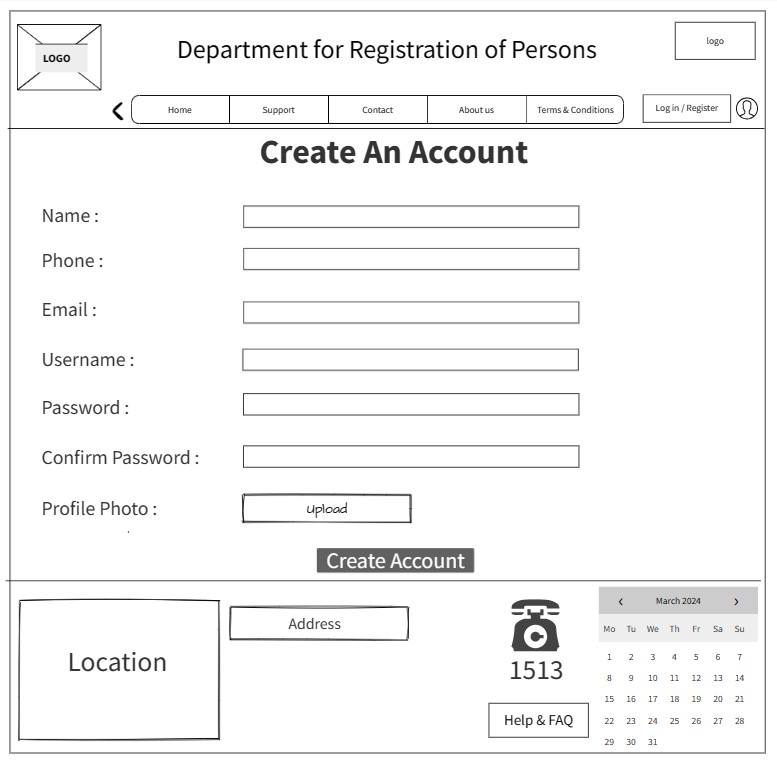 LOGO
Department for Registration of Persons
logo
Home
Support
Contact
About us
Terms & Conditions
Log in / Register
Create An Account
Name :
Phone :
Email :
Username :
Password :
Confirm Password :
Profile Photo :
Upload
Create Account
Location
Address
1513
Help & FAQ
‹ March 2024 ›
Mo Tu We Th Fr Sa Su
1 2 3 4 5 6 7
8 9 10 11 12 13 14
15 16 17 18 19 20 21
22 23 24 25 26 27 28
29 30 31